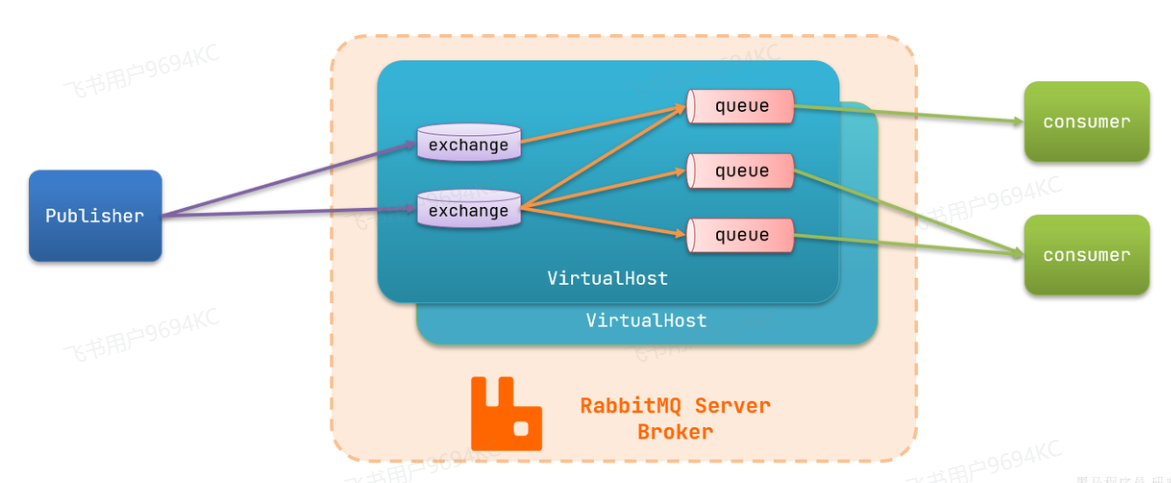 飞书用户9694KC
exchange
queue
consumer
Publisher
exchange
queue
飞书用户9694KC
queue
consumer
VirtualHost
VirtualHost
飞书用户9694KC
RabbitMQ Server
Broker
飞书用户9694KC
飞书用户9694KC